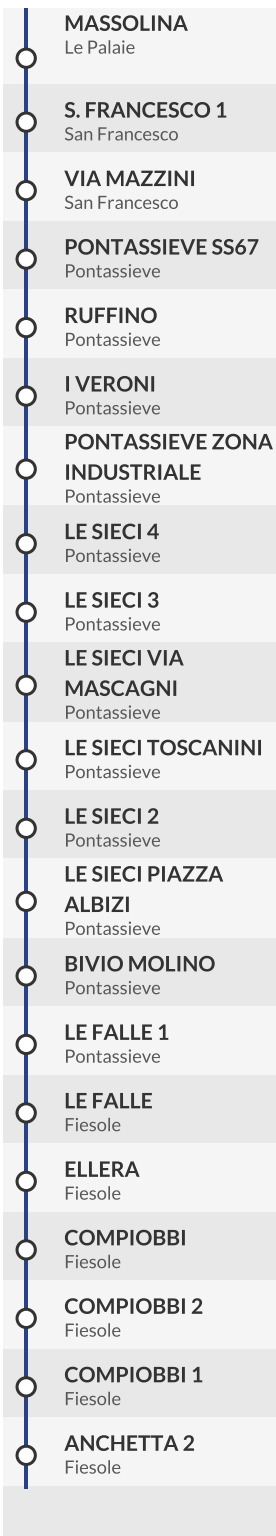 MASSOLINA
Le Palaie
S. FRANCESCO 1
San Francesco
VIA MAZZINI
San Francesco
PONTASSIEVE SS67
Pontassieve
RUFFINO
Pontassieve
I VERONI
Pontassieve
PONTASSIEVE ZONA
INDUSTRIALE
Pontassieve
LE SIECI 4
Pontassieve
LE SIECI 3
Pontassieve
LE SIECI VIA
MASCAGNI
Pontassieve
LE SIECI TOSCANINI
Pontassieve
LE SIECI 2
Pontassieve
LE SIECI PIAZZA
ALBIZI
Pontassieve
BIVIO MOLINO
Pontassieve
LE FALLE 1
Pontassieve
LE FALLE
Fiesole
ELLERA
Fiesole
COMPIOBBI
Fiesole
COMPIOBBI 2
Fiesole
COMPIOBBI 1
Fiesole
ANCHETTA 2
Fiesole